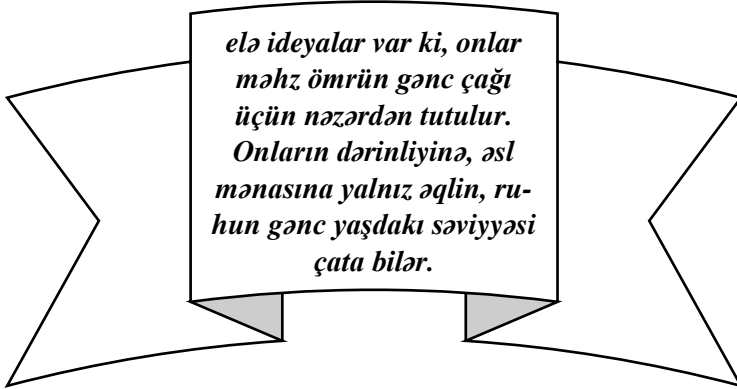 elə ideyalar var ki, onlar
məhz ömrün gənc çağı
üçün nəzərdən tutulur.
Onların dərinliyinə, əsl
mənasına yalnız əqlin, ru-
hun gənc yaşdakı səviyyəsi
çata bilər.